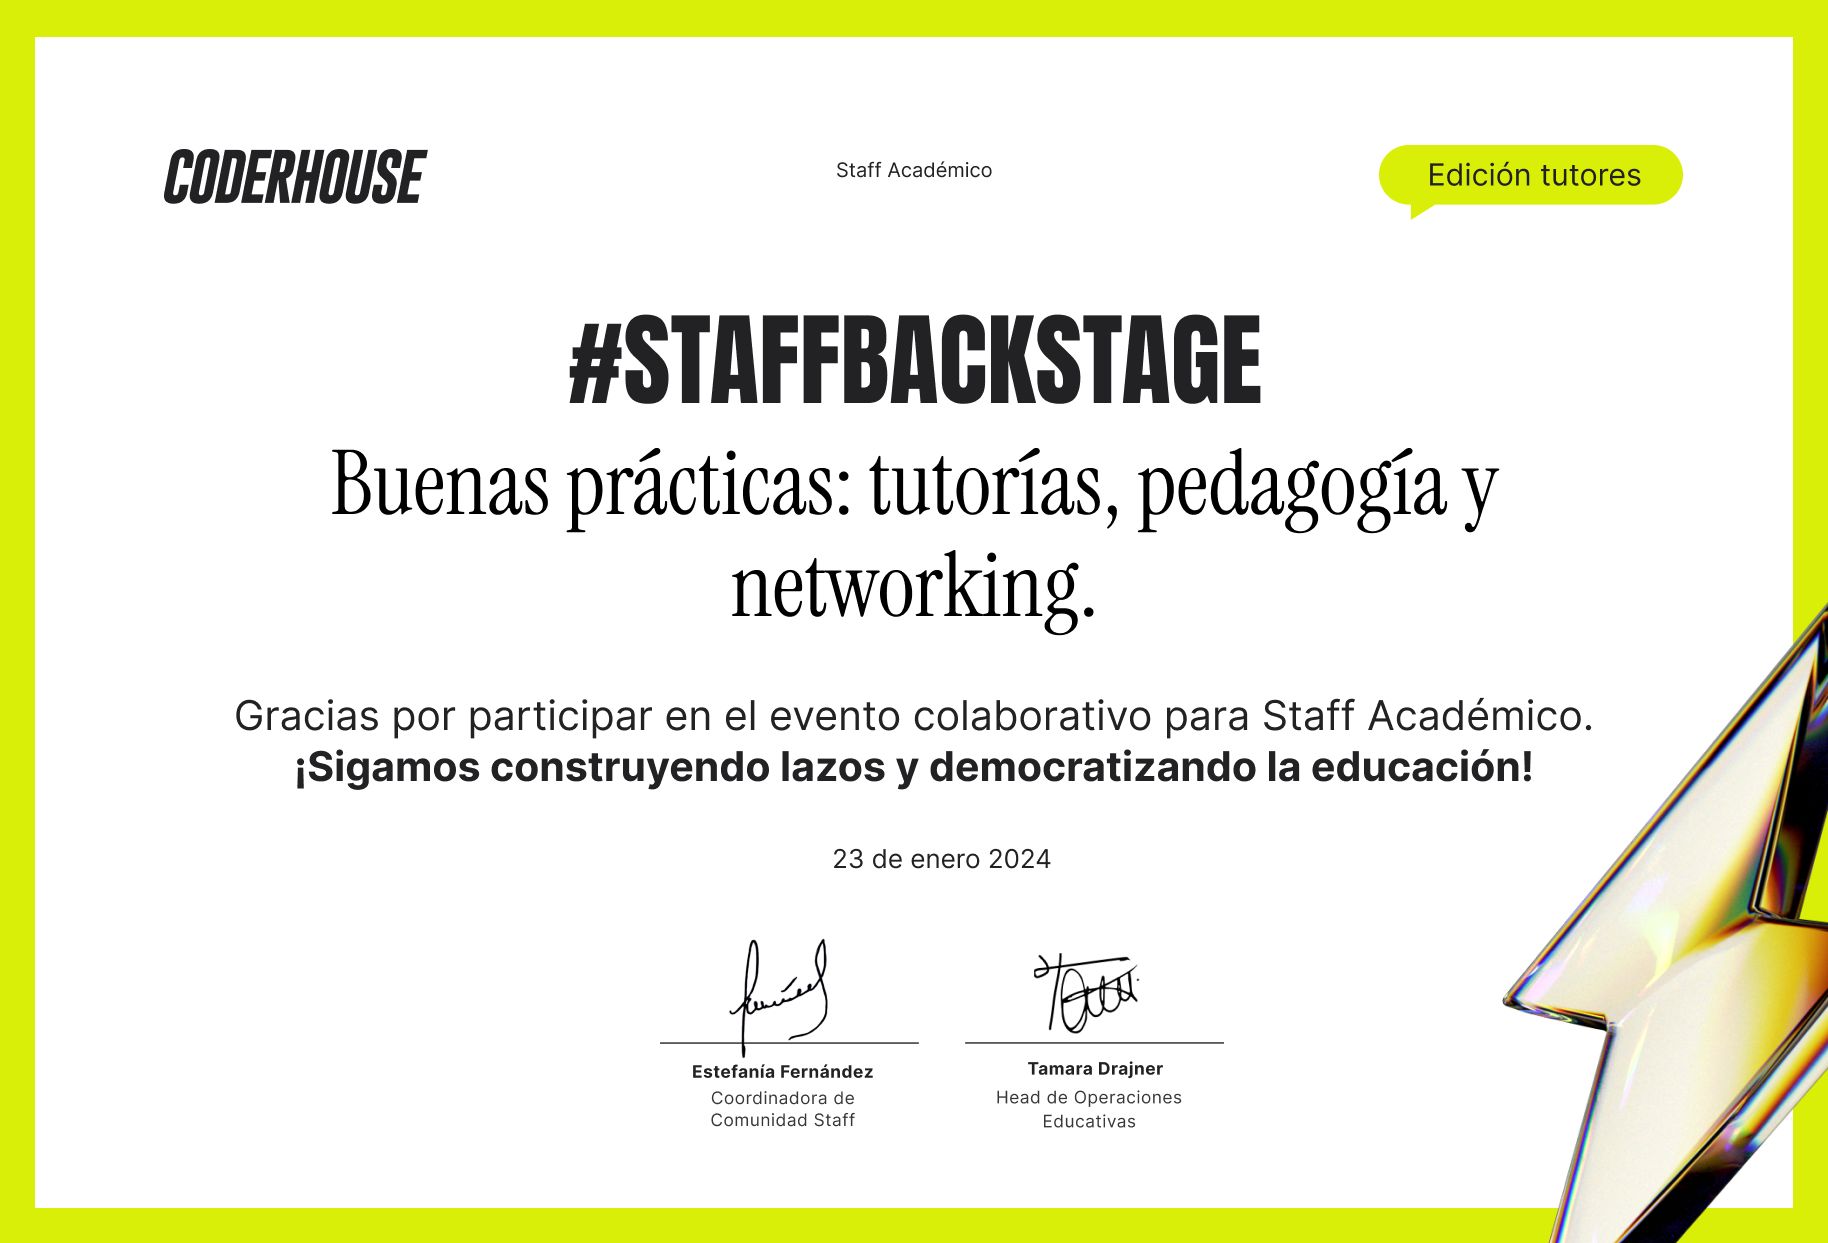 CODERHOUSE
Staff Académico
Edición tutores
#STAFFBACKSTAGE
Buenas prácticas: tutorías, pedagogía y
networking.
Gracias por participar en el evento colaborativo para Staff Académico.
¡Sigamos construyendo lazos y democratizando la educación!
23 de enero 2024
Estefanía Fernández
Coordinadora de
Comunidad Staff
Tamara Drajner
Head de Operaciones
Educativas